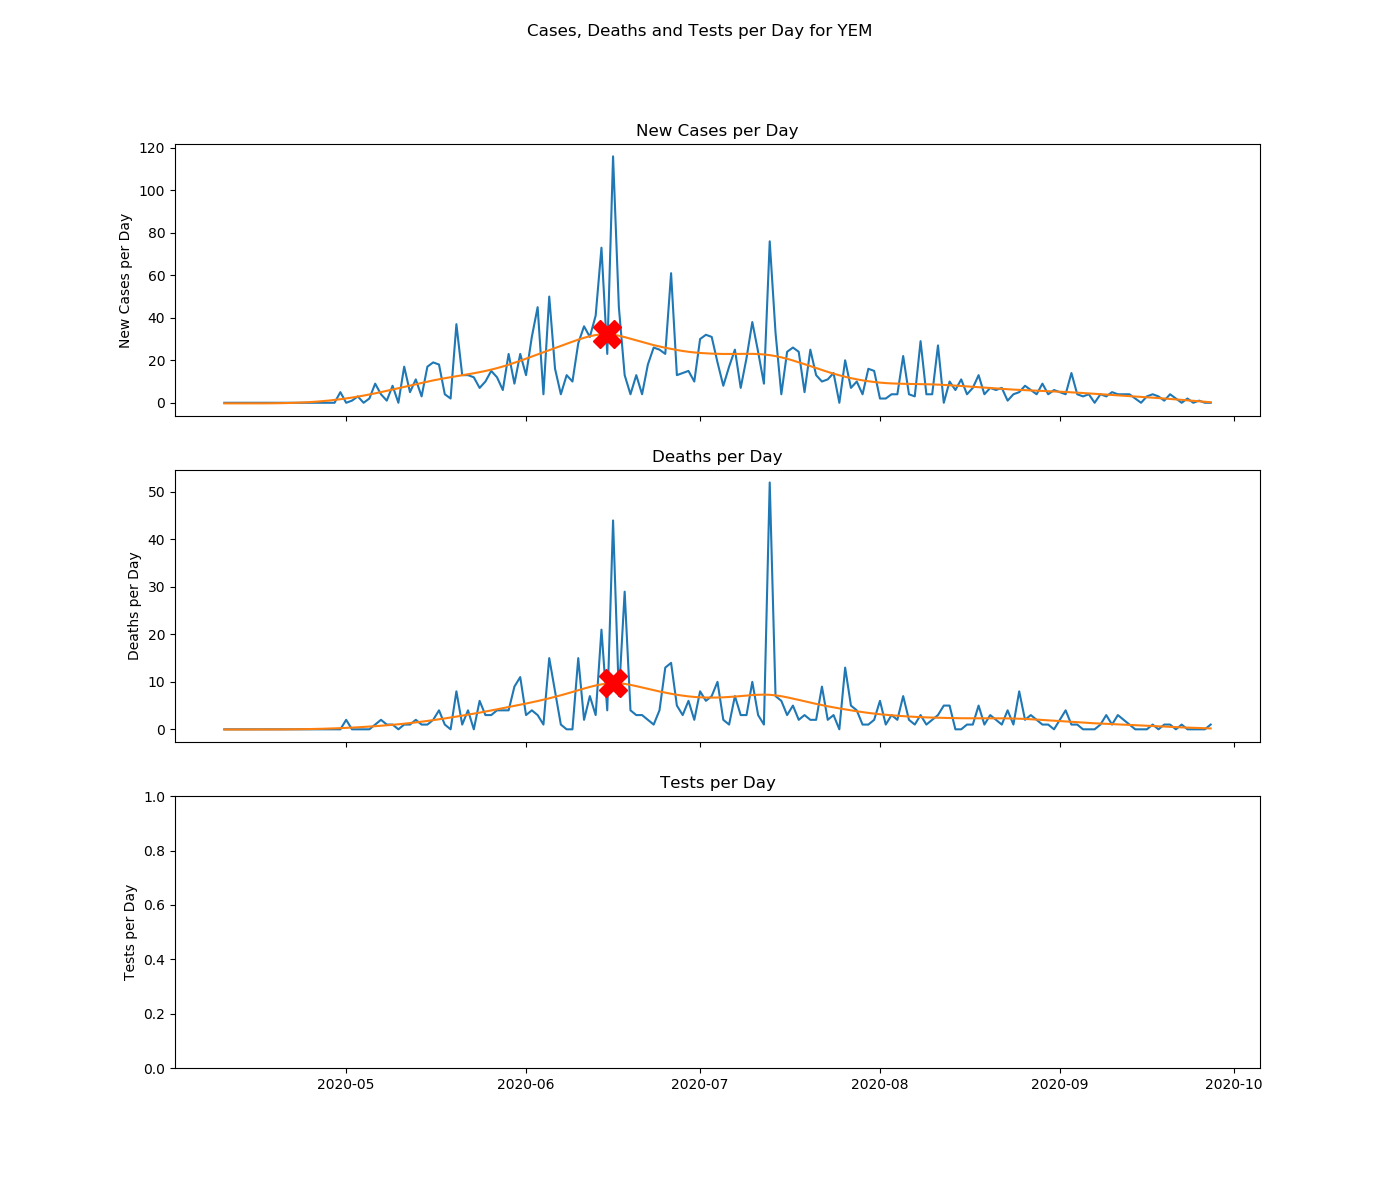 Cases, Deaths and Tests per Day for YEM
New Cases per Day
120
100
80
60
40
20
0
New Cases per Day
Deaths per Day
50
40
30
20
10
0
Deaths per Day
Tests per Day
1.0
0.8
0.6
0.4
0.2
0.0
Tests per Day
2020-05 2020-06 2020-07 2020-08 2020-09 2020-10